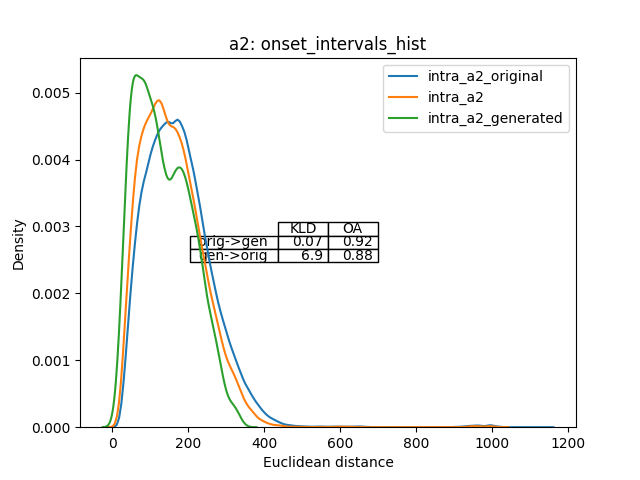 a2: onset_intervals_hist
intra_a2_original
intra_a2
intra_a2_generated
KLD OA
orig->gen 0.07 0.92
gen->orig 6.9 0.88
Density
0.005
0.004
0.003
0.002
0.001
0.000
0 200 400 600 800 1000 1200
Euclidean distance